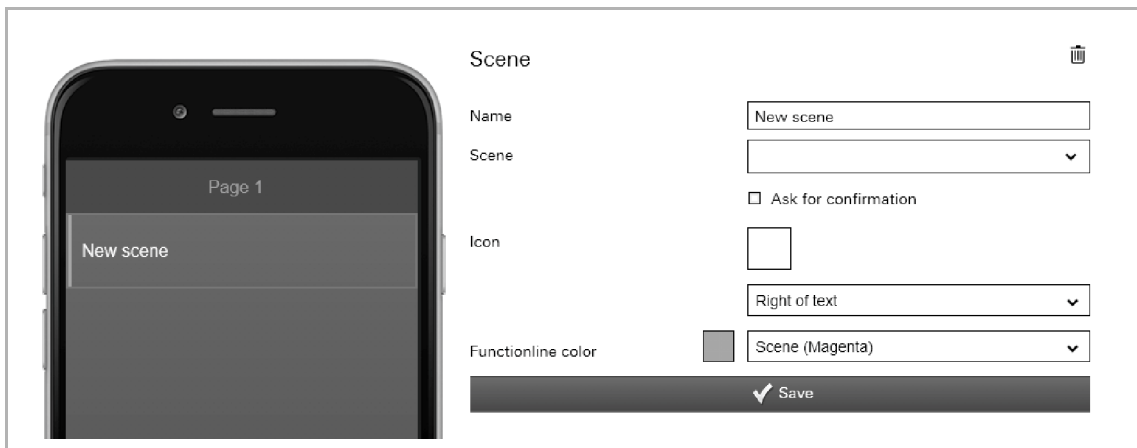 Scene
Name
New scene
Scene
Ask for confirmation
Icon
Right of text
Functionline color
Scene (Magenta)
Save
Page 1
New scene